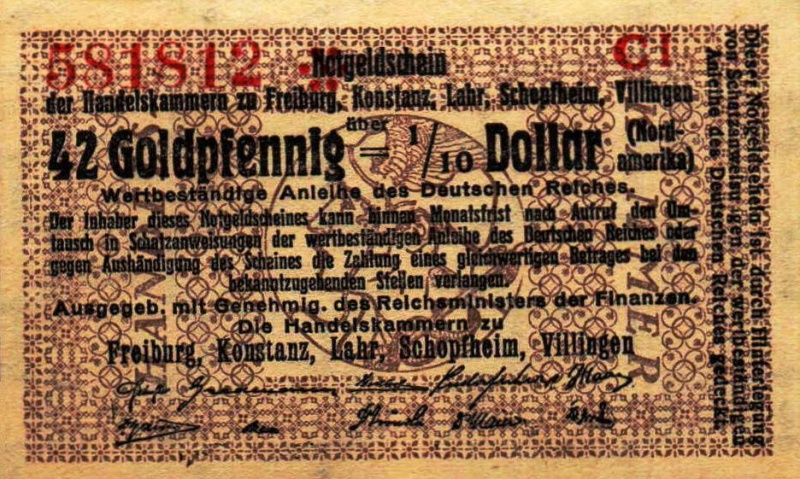 581812
Notgeldschein
C I
der Handelskammern zu Freiburg, Konstanz, Lahr, Schopfheim, Villingen
über
42 Goldpfennig = 1/10 Dollar (Nord-
amerika)
Wertbeständige Anleihe des Deutschen Reiches.
Der Inhaber dieses Notgeldscheines kann binnen Monatsfrist nach Aufruf den Um-
tausch in Schatzanweisungen der wertbeständigen Anleihe des Deutschen Reiches oder
gegen Aushändigung des Scheines die Zahlung eines gleichwertigen Betrages bei den
bekanntzugebenden Stellen verlangen.
Ausgegeb. mit Genehmig. des Reichsministers der Finanzen.
Die Handelskammern zu
Freiburg, Konstanz, Lahr, Schopfheim, Villingen
Dieser Notgeldschein ist durch Hinterlegung
von Schatzanweisungen der wertbeständigen
Anleihe des Deutschen Reiches gedeckt.